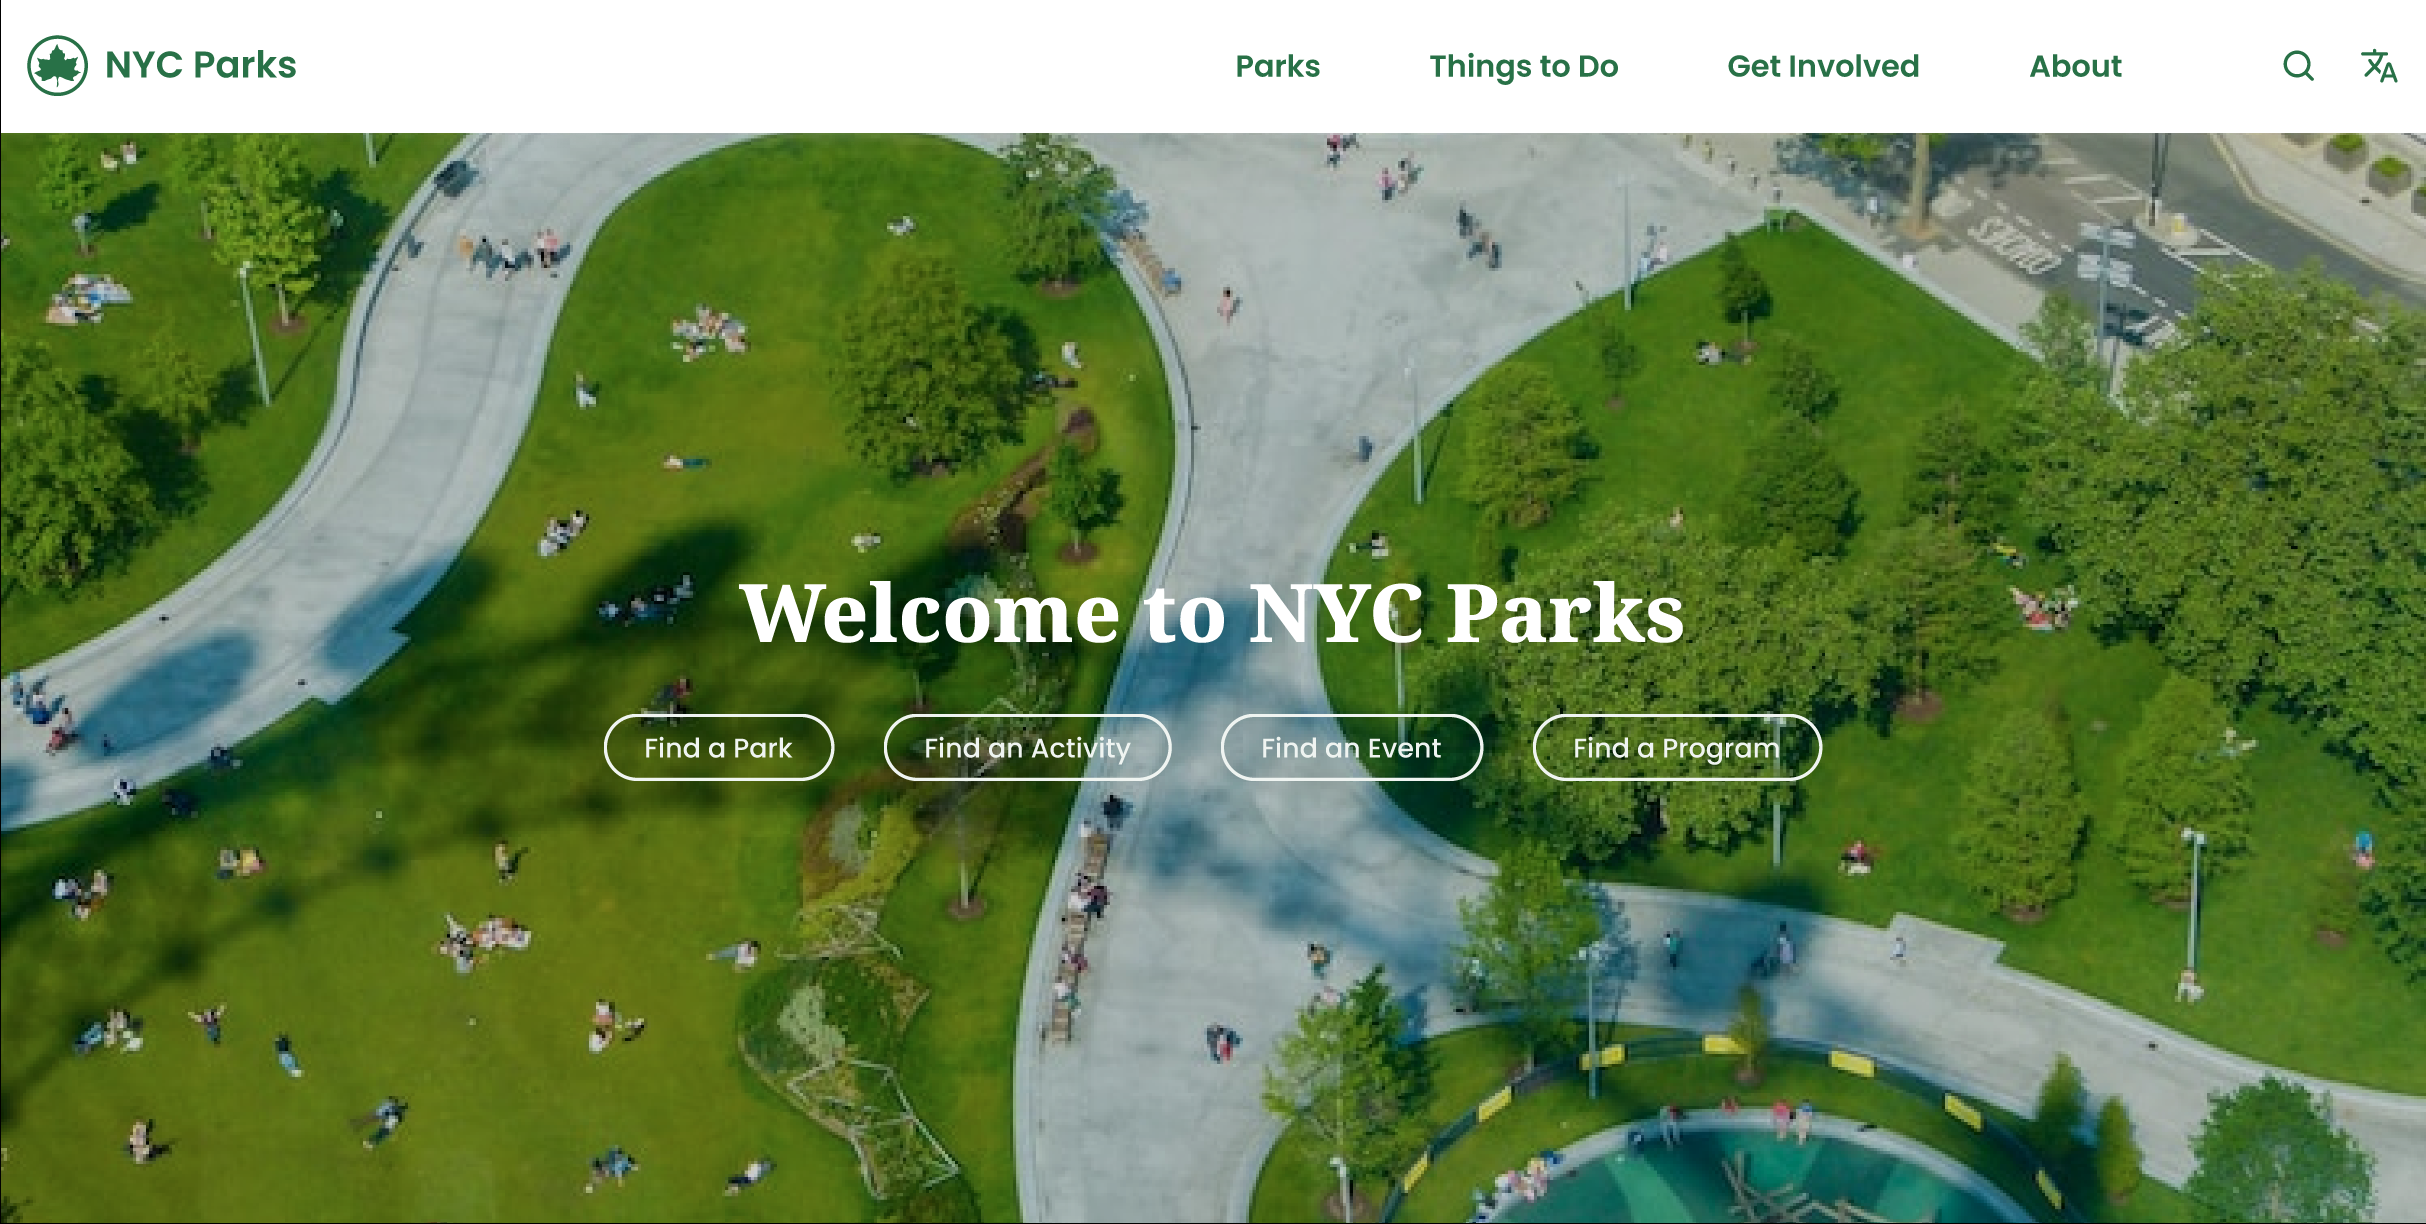 NYC Parks
Parks Things to Do Get Involved About
Welcome to NYC Parks
Find a Park Find an Activity Find an Event Find a Program